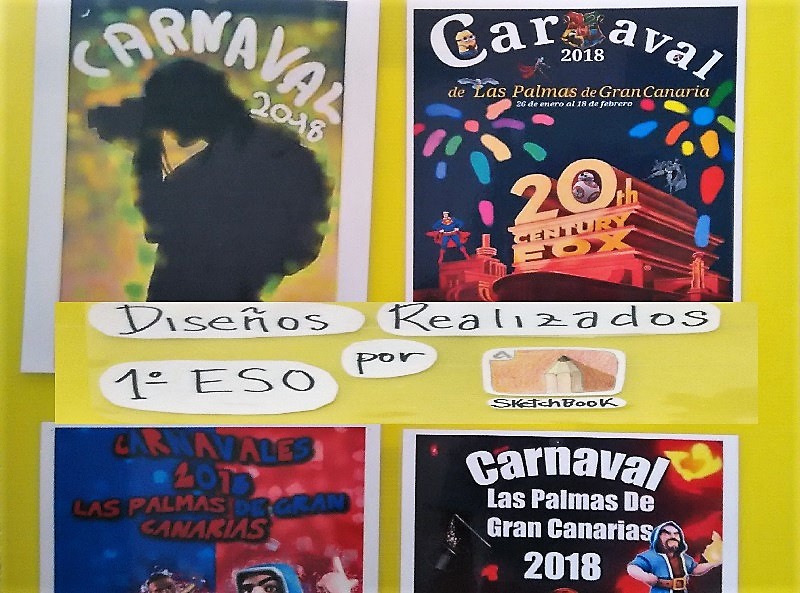 CARNAVAL
2018
Carnaval
2018
de Las Palmas de Gran Canaria
26 de enero al 18 de febrero
20th
CENTURY
FOX
Diseños Realizados
por
1º ESO
SketchBook
CARNAVALES
2018
LAS PALMAS DE GRAN
CANARIAS
Carnaval
Las Palmas De
Gran Canarias
2018